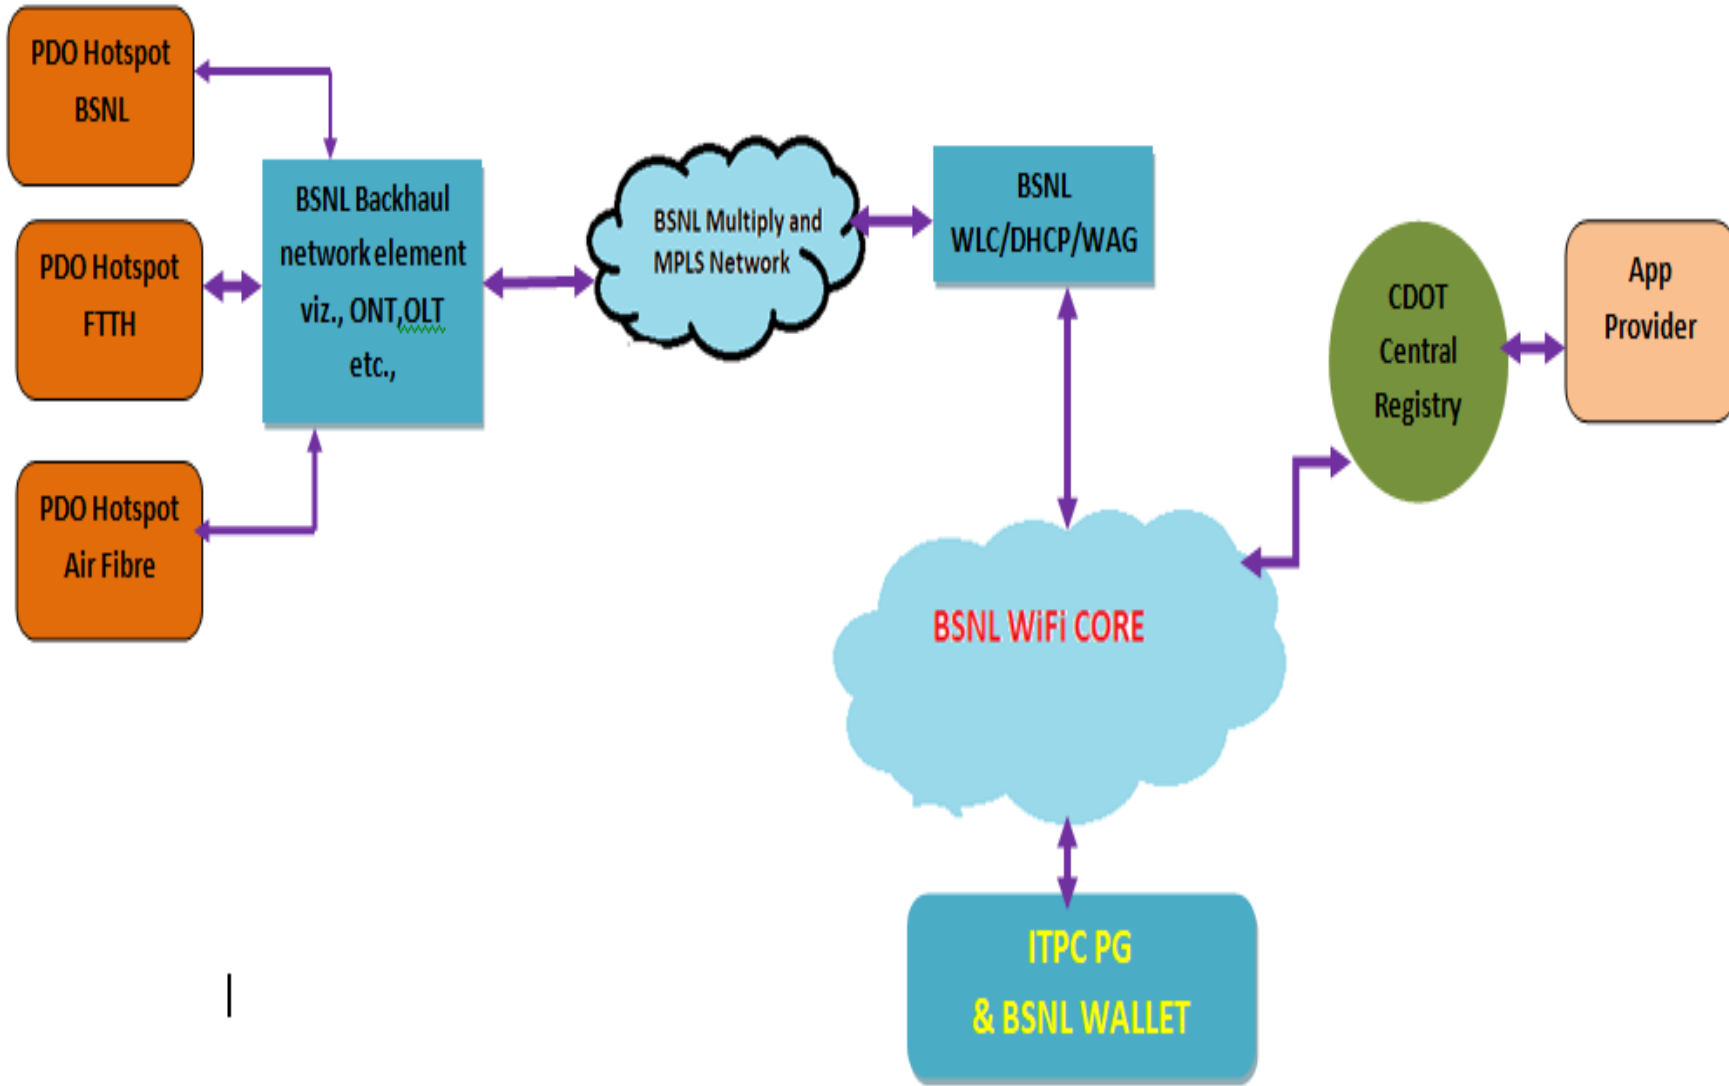 PDO Hotspot
BSNL
PDO Hotspot
FTTH
PDO Hotspot
Air Fibre
BSNL Backhaul
network element
viz., ONT,OLT
etc.,
BSNL Multiply and
MPLS Network
BSNL
WLC/DHCP/WAG
CDOT
Central
Registry
App
Provider
BSNL WiFi CORE
ITPC PG
& BSNL WALLET